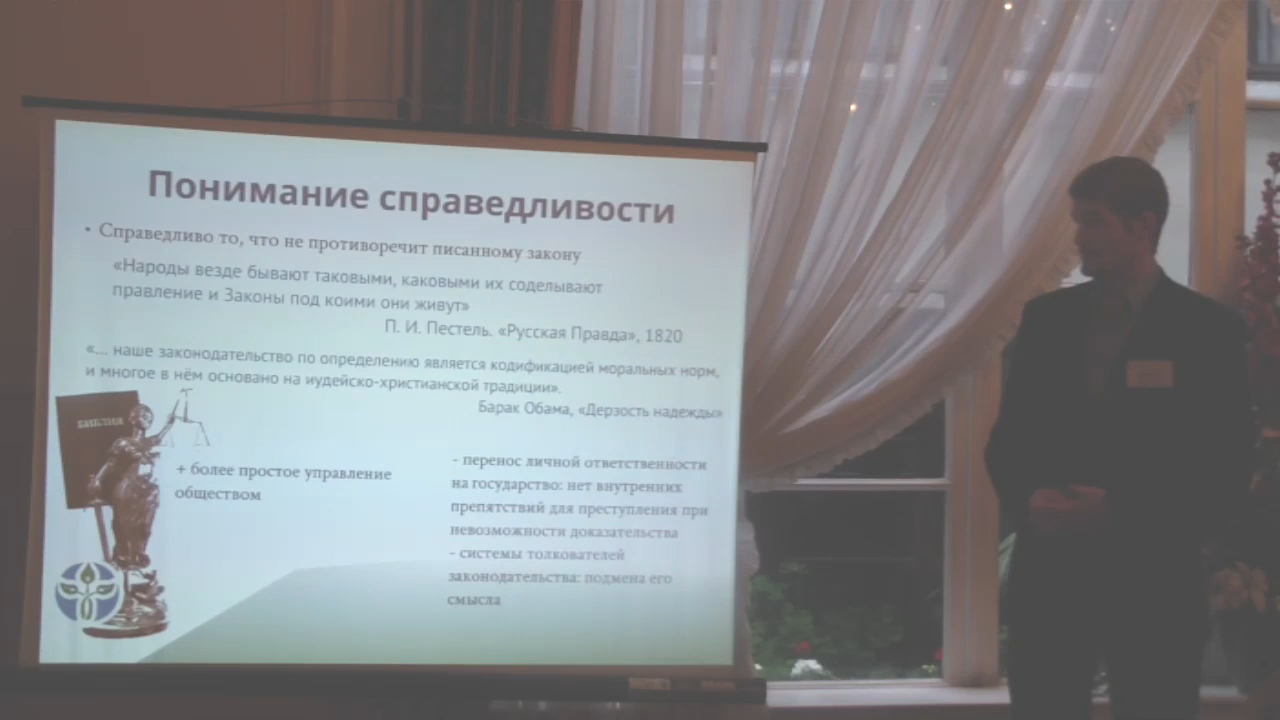 Понимание справедливости
• Справедливо то, что не противоречит писанному закону
«Народы везде бывают таковыми, каковыми их соделывают
правление и Законы под коими они живут»
П. И. Пестель. «Русская Правда», 1820
«... наше законодательство по определению является кодификацией моральных норм,
и многое в нём основано на иудейско-христианской традиции».
Барак Обама, «Дерзость надежды»
БИБЛИЯ
+ более простое управление
обществом
- перенос личной ответственности
на государство: нет внутренних
препятствий для преступления при
невозможности доказательства
- системы толкователей
законодательства: подмена его
смысла